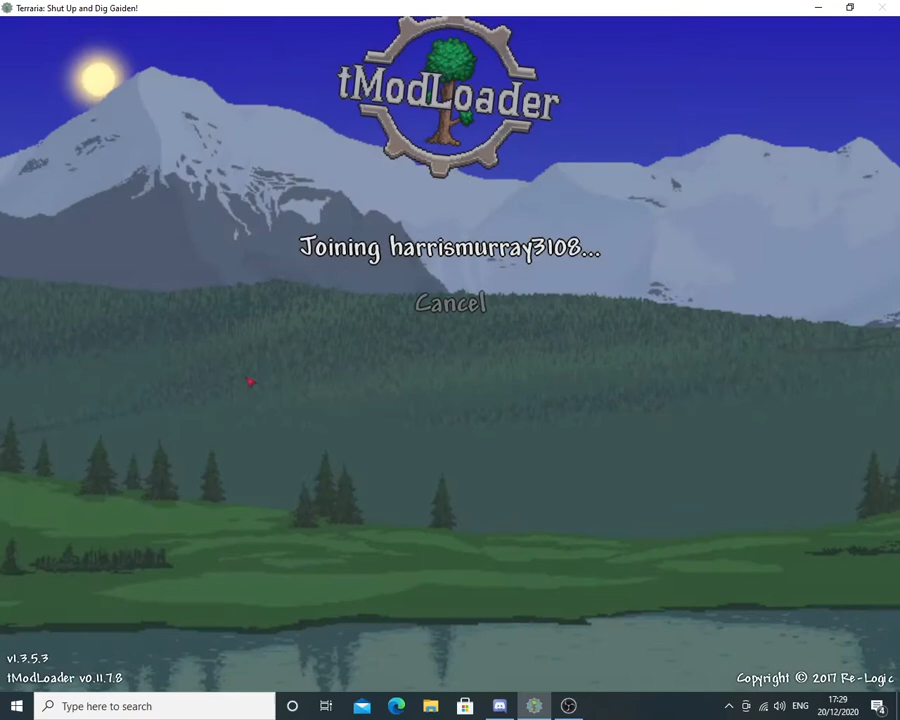 Terraria: Shut Up and Dig Gaiden!
tModLoader
Joining harrismurray3108...
Cancel
v1.3.5.3
tModLoader v0.11.7.8
Copyright © 2017 Re-Logic
Type here to search
ENG
17:29
20/12/2020
4